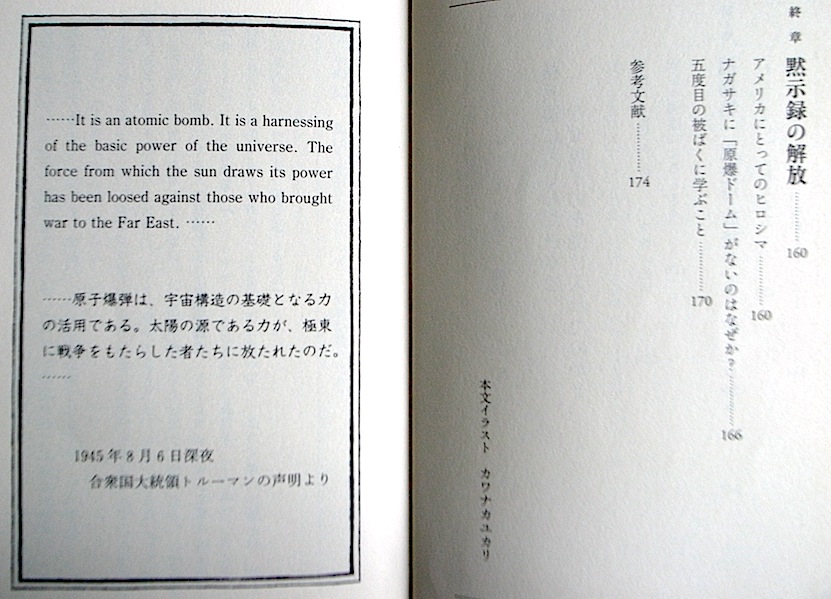 ……It is an atomic bomb. It is a harnessing
of the basic power of the universe. The
force from which the sun draws its power
has been loosed against those who brought
war to the Far East. ……
……原子爆弾は、宇宙構造の基礎となる力
の活用である。太陽の源である力が、極東
に戦争をもたらした者たちに放たれたのだ。
……
1945年8月6日深夜
合衆国大統領トルーマンの声明より
終章 黙示録の解放…………160
アメリカにとってのヒロシマ…………160
ナガサキに「原爆ドーム」がないのはなぜか?…………166
五度目の被ばくに学ぶこと…………170
参考文献…………174
本文イラスト カワナカユカリ